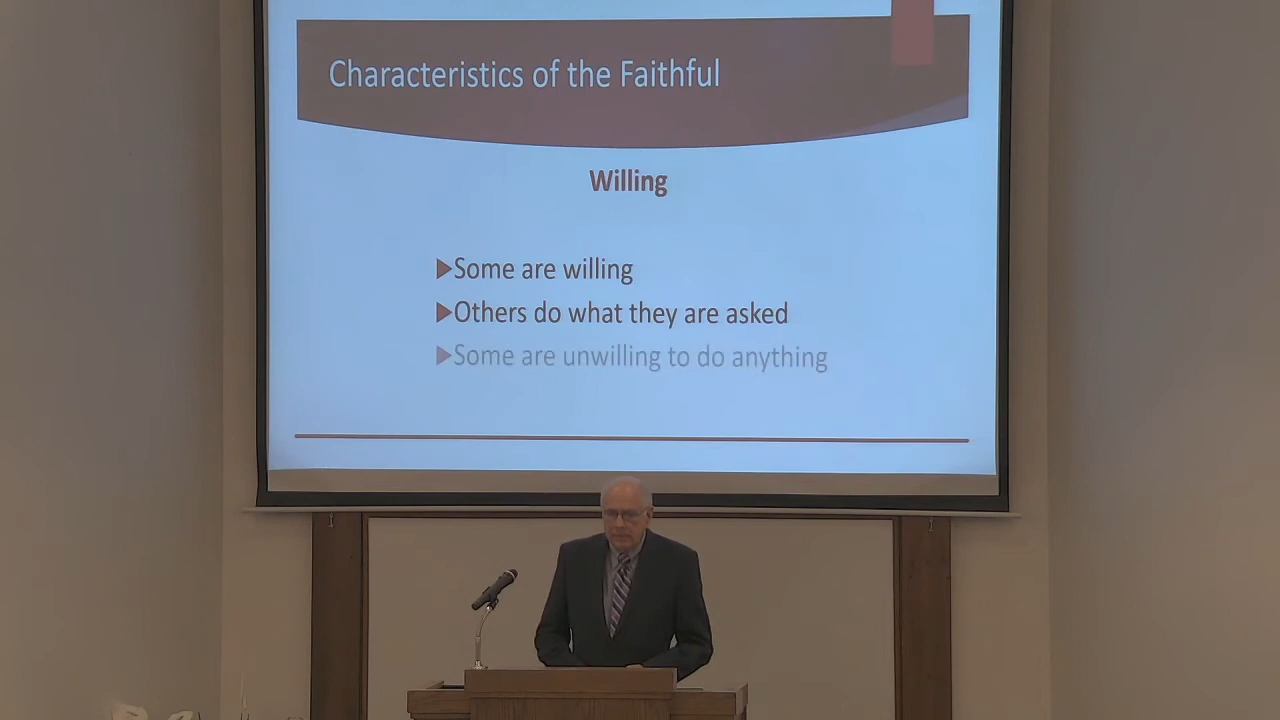 Characteristics of the Faithful
Willing
Some are willing
Others do what they are asked
Some are unwilling to do anything